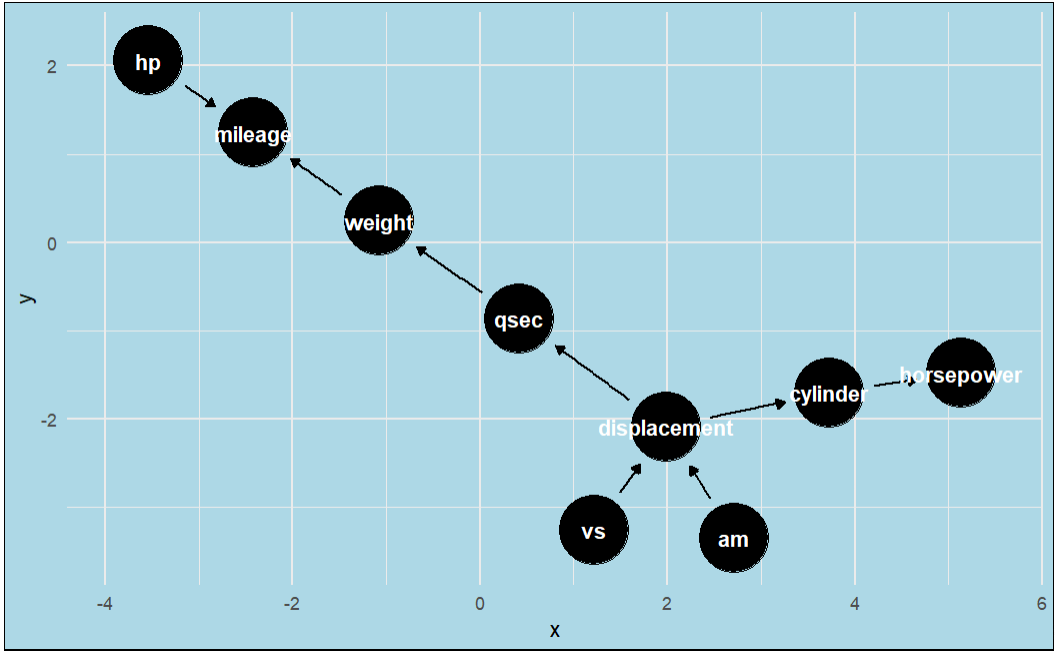 hp
mileage
weight
qsec
displacement
cylinder
horsepower
vs
am
2
0
-2
y
-4
-2
0
2
4
6
x